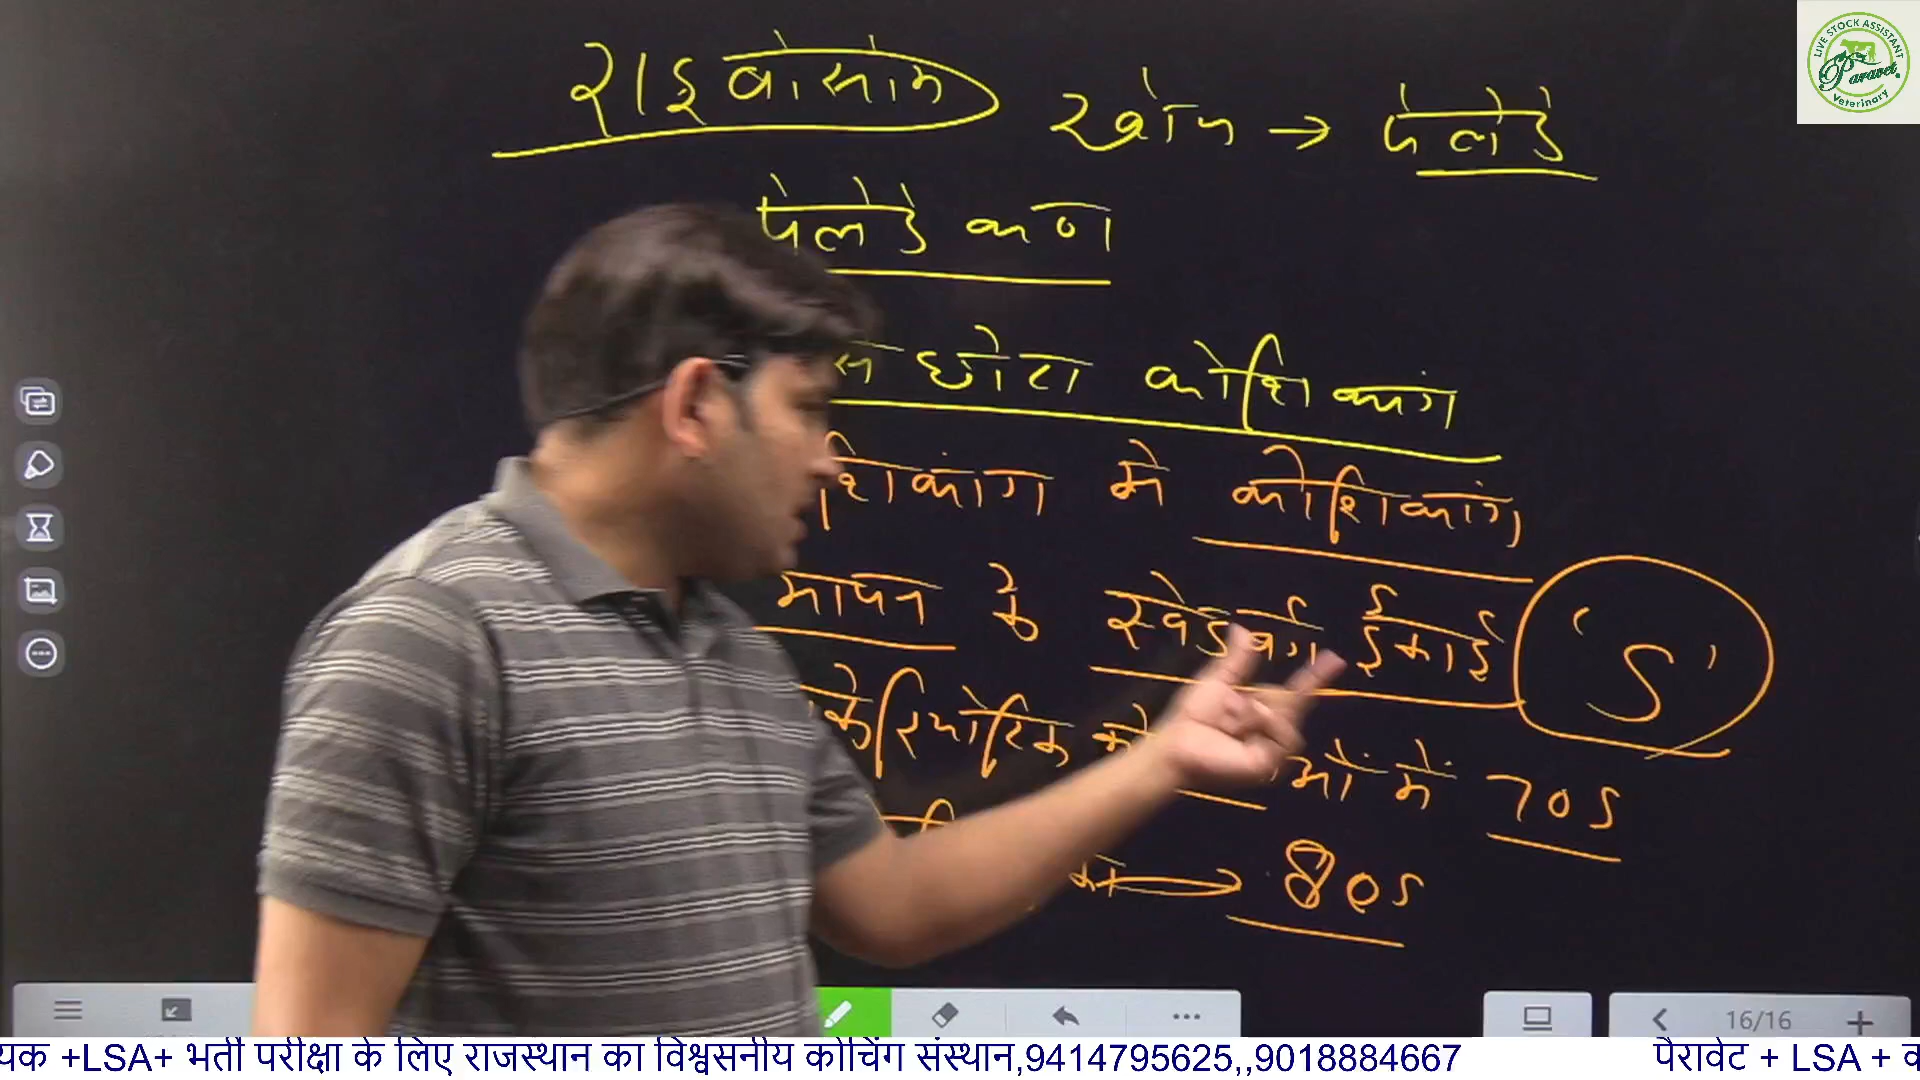 राइबोसोम खोज → पेलेडे
पेलेडे कण
छोटा कोशिकांग
में कोशिकांग
मापन के स्वेडबर्ग ईकाई 'S'
में 70S
→ 80S
LIVE STOCK ASSISTANT
Paravet
Veterinary
16/16
यक +LSA+ भर्ती परीक्षा के लिए राजस्थान का विश्वसनीय कोचिंग संस्थान,9414795625,,9018884667 पैरावेट + LSA +